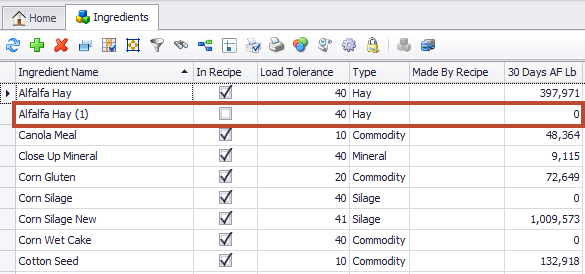 Home Ingredients
Ingredient Name In Recipe Load Tolerance Type Made By Recipe 30 Days AF Lb
Alfalfa Hay 40 Hay 397,971
Alfalfa Hay (1) 40 Hay 0
Canola Meal 10 Commodity 48,364
Close Up Mineral 40 Mineral 9,115
Corn Gluten 20 Commodity 72,649
Corn Silage 40 Silage 0
Corn Silage New 41 Silage 1,009,573
Corn Wet Cake 40 Commodity 0
Cotton Seed 10 Commodity 132,918